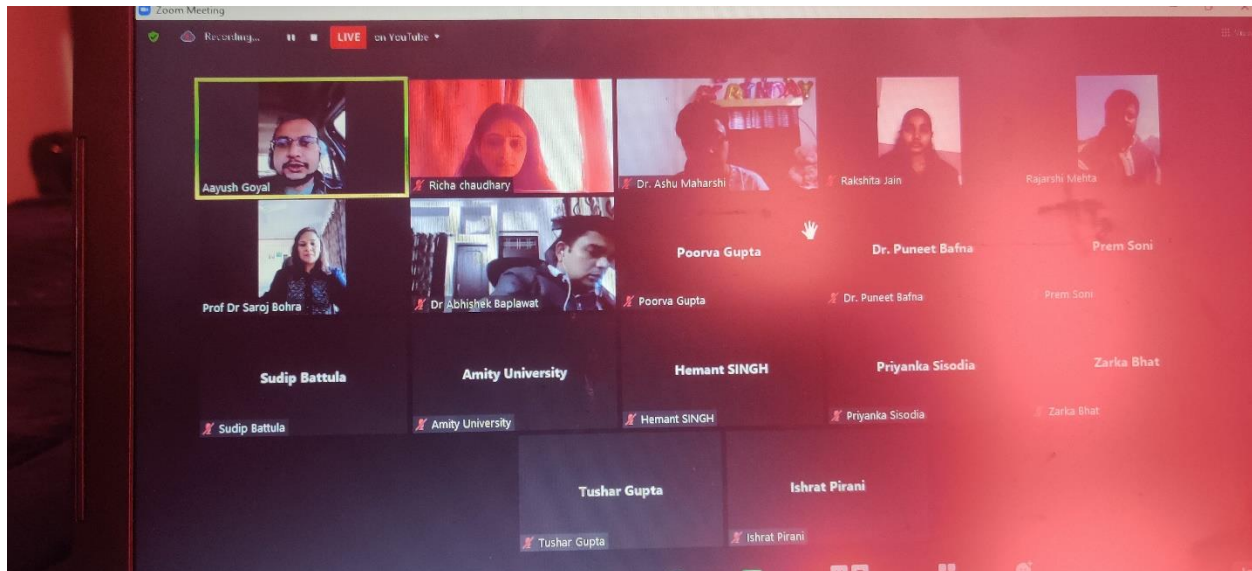 Zoom Meeting
Recording...
LIVE on YouTube
Aayush Goyal
Richa chaudhary
Dr. Ashu Maharshi
Rakshita Jain
Rajarshi Mehta
Prof Dr Saroj Bohra
Dr Abhishek Baplawat
Poorva Gupta
Poorva Gupta
Dr. Puneet Bafna
Dr. Puneet Bafna
Prem Soni
Prem Soni
Sudip Battula
Sudip Battula
Amity University
Amity University
Hemant SINGH
Hemant SINGH
Priyanka Sisodia
Priyanka Sisodia
Zarka Bhat
Zarka Bhat
Tushar Gupta
Tushar Gupta
Ishrat Pirani
Ishrat Pirani